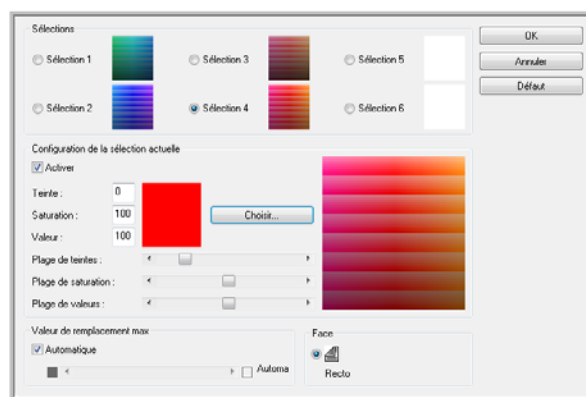 Sélections
OK
Sélection 1
Sélection 3
Sélection 5
Annuler
Défaut
Sélection 2
Sélection 4
Sélection 6
Configuration de la sélection actuelle
Activer
Teinte :
0
Saturation :
100
Choisir...
Valeur :
100
Plage de teintes :
Plage de saturation :
Plage de valeurs :
Valeur de remplacement max
Face
Automatique
Automa
Recto